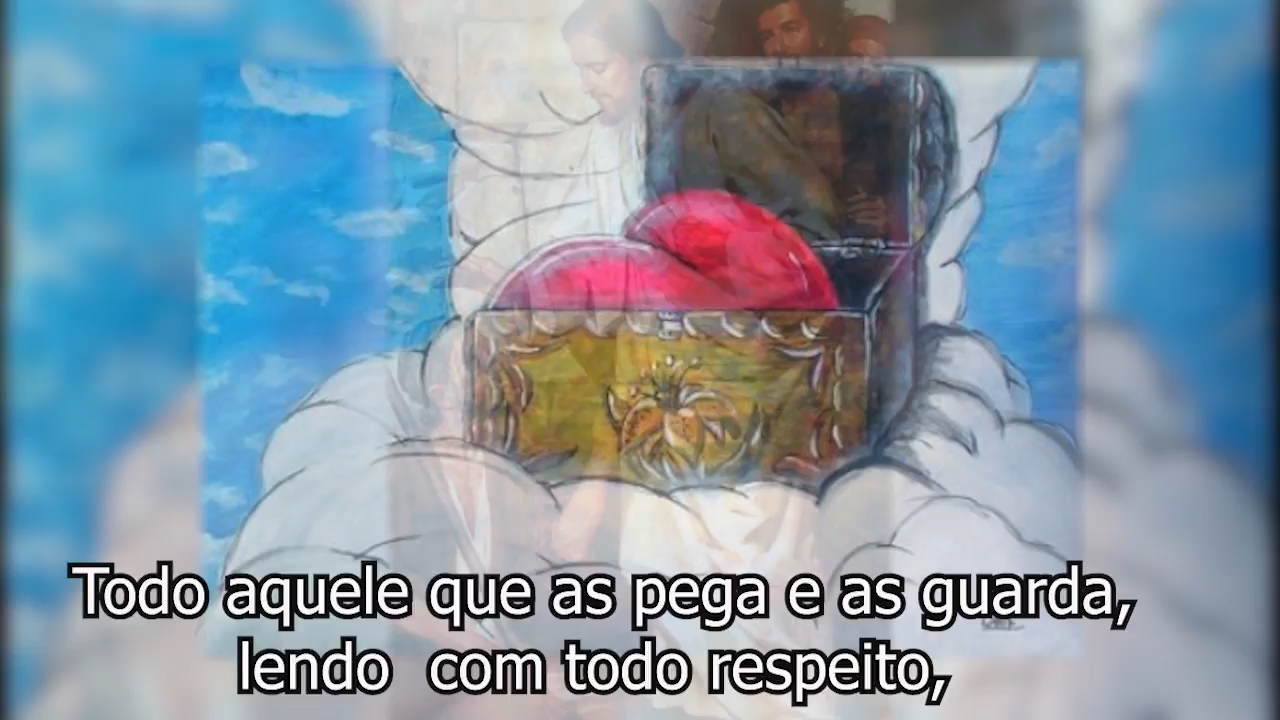 Todo aquele que as pega e as guarda,
lendo com todo respeito,